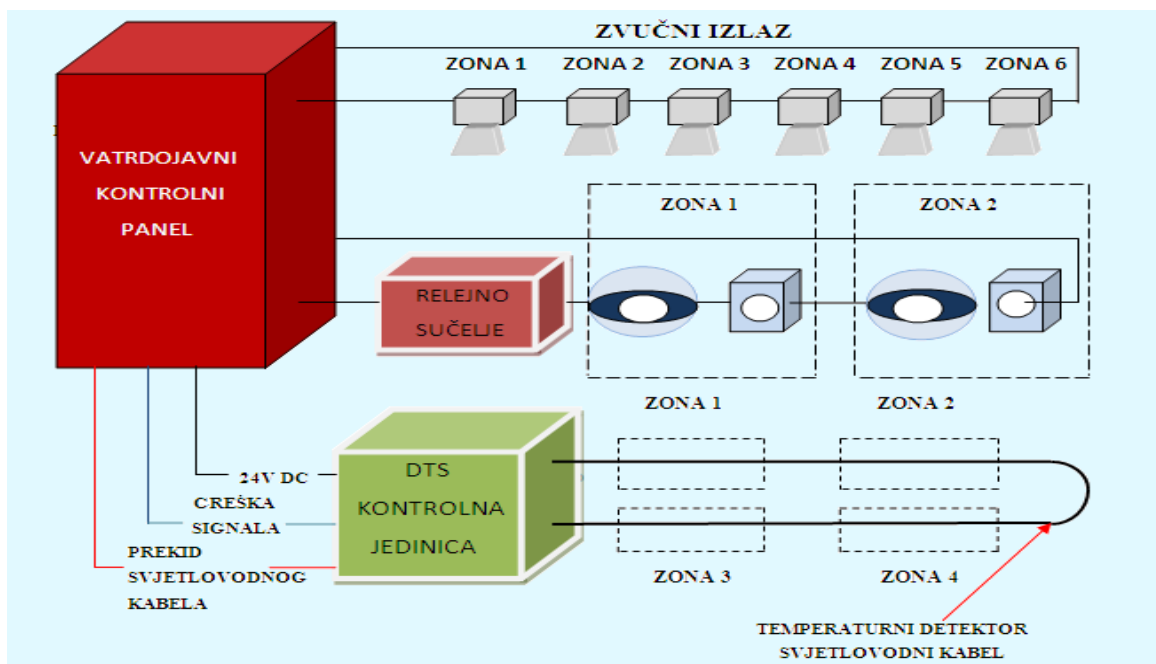 ZVUČNI IZLAZ
ZONA 1 ZONA 2 ZONA 3 ZONA 4 ZONA 5 ZONA 6
VATRDOJAVNI
KONTROLNI
PANEL
ZONA 1 ZONA 2
RELEJNO
SUČELJE
ZONA 1 ZONA 2
DTS
KONTROLNA
JEDINICA
24V DC
GREŠKA
SIGNALA
PREKID
SVJETLOVODNOG
KABELA
ZONA 3 ZONA 4
TEMPERATURNI DETEKTOR
SVJETLOVODNI KABEL